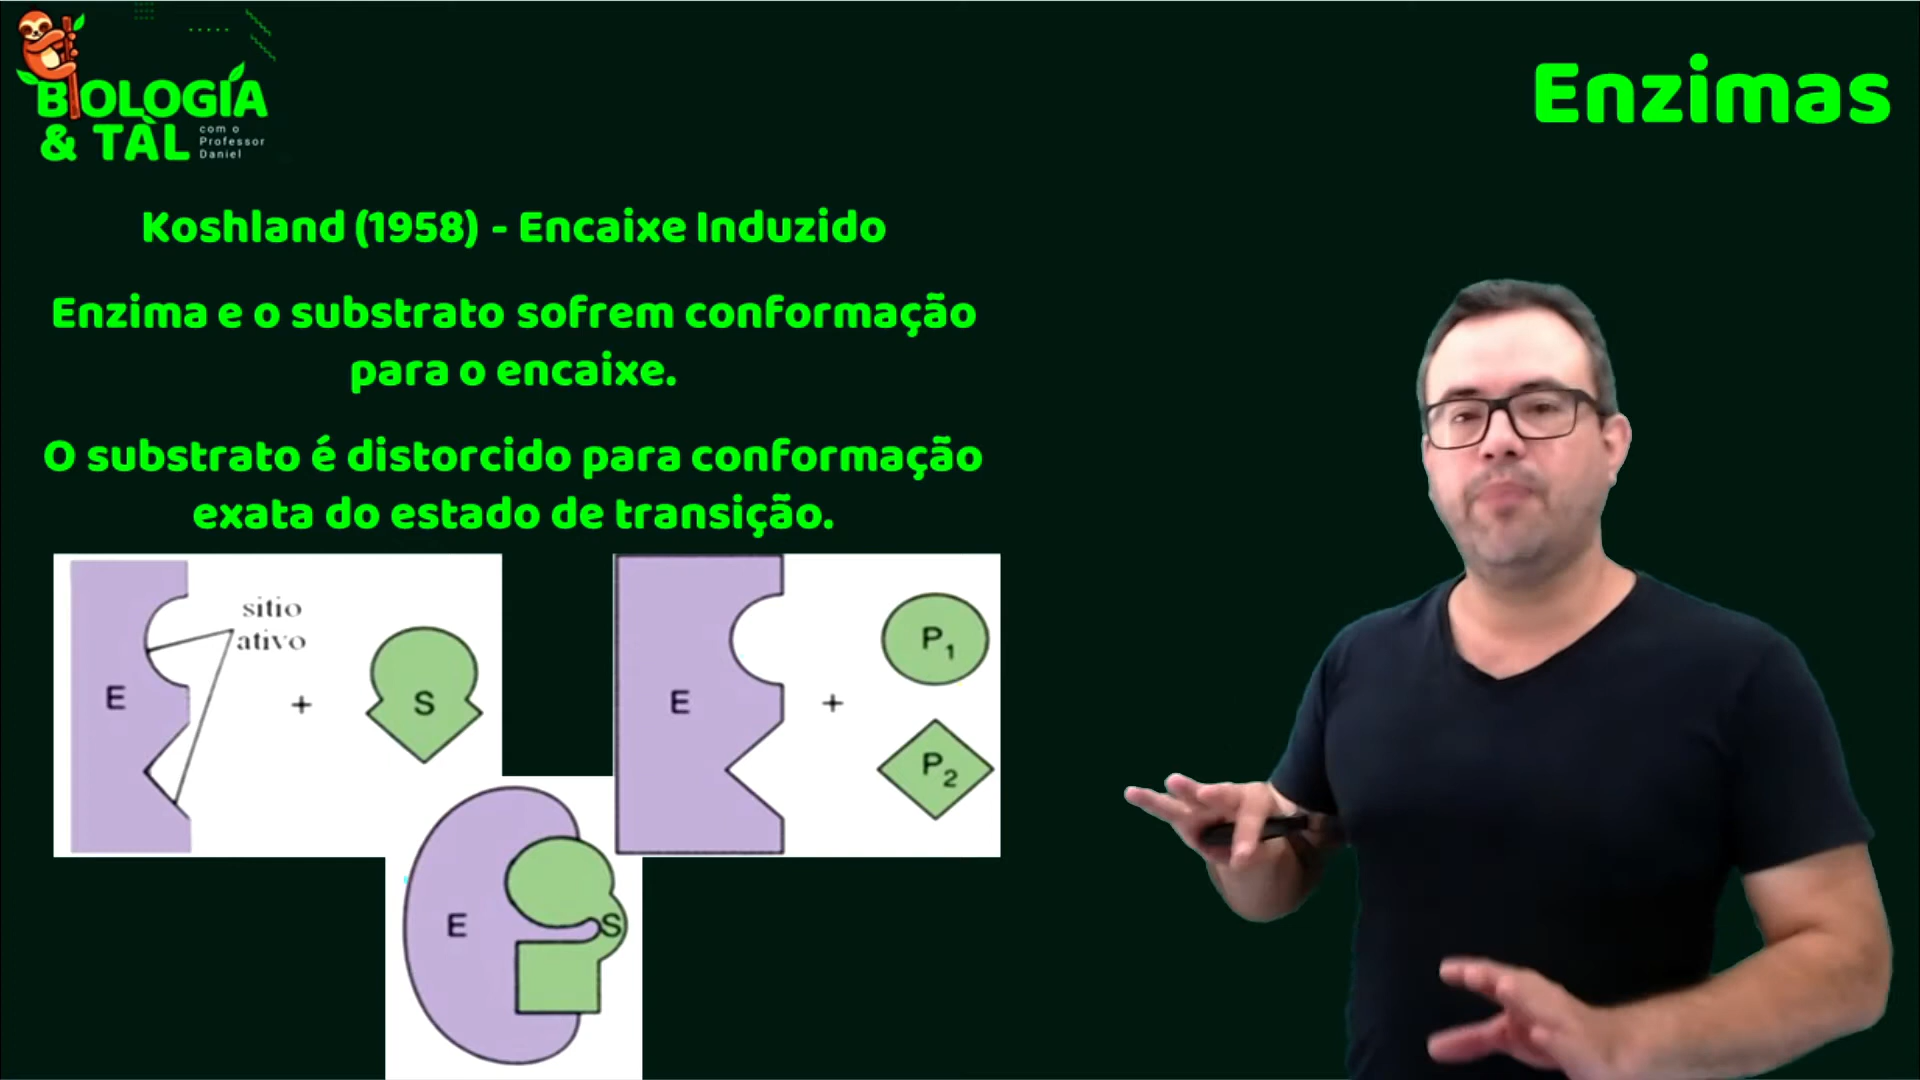 BIOLOGIA
& TÀL
com o
Professor
Daniel
Enzimas
Koshland (1958) - Encaixe Induzido
Enzima e o substrato sofrem conformação
para o encaixe.
O substrato é distorcido para conformação
exata do estado de transição.
sitio
ativo
E
+
S
E
+
P1
P2
E
S